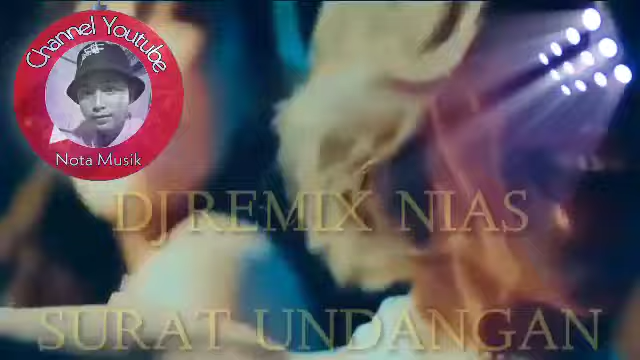 Channel Youtube
Nota Musik
DJ REMIX NIAS
SURAT UNDANGAN